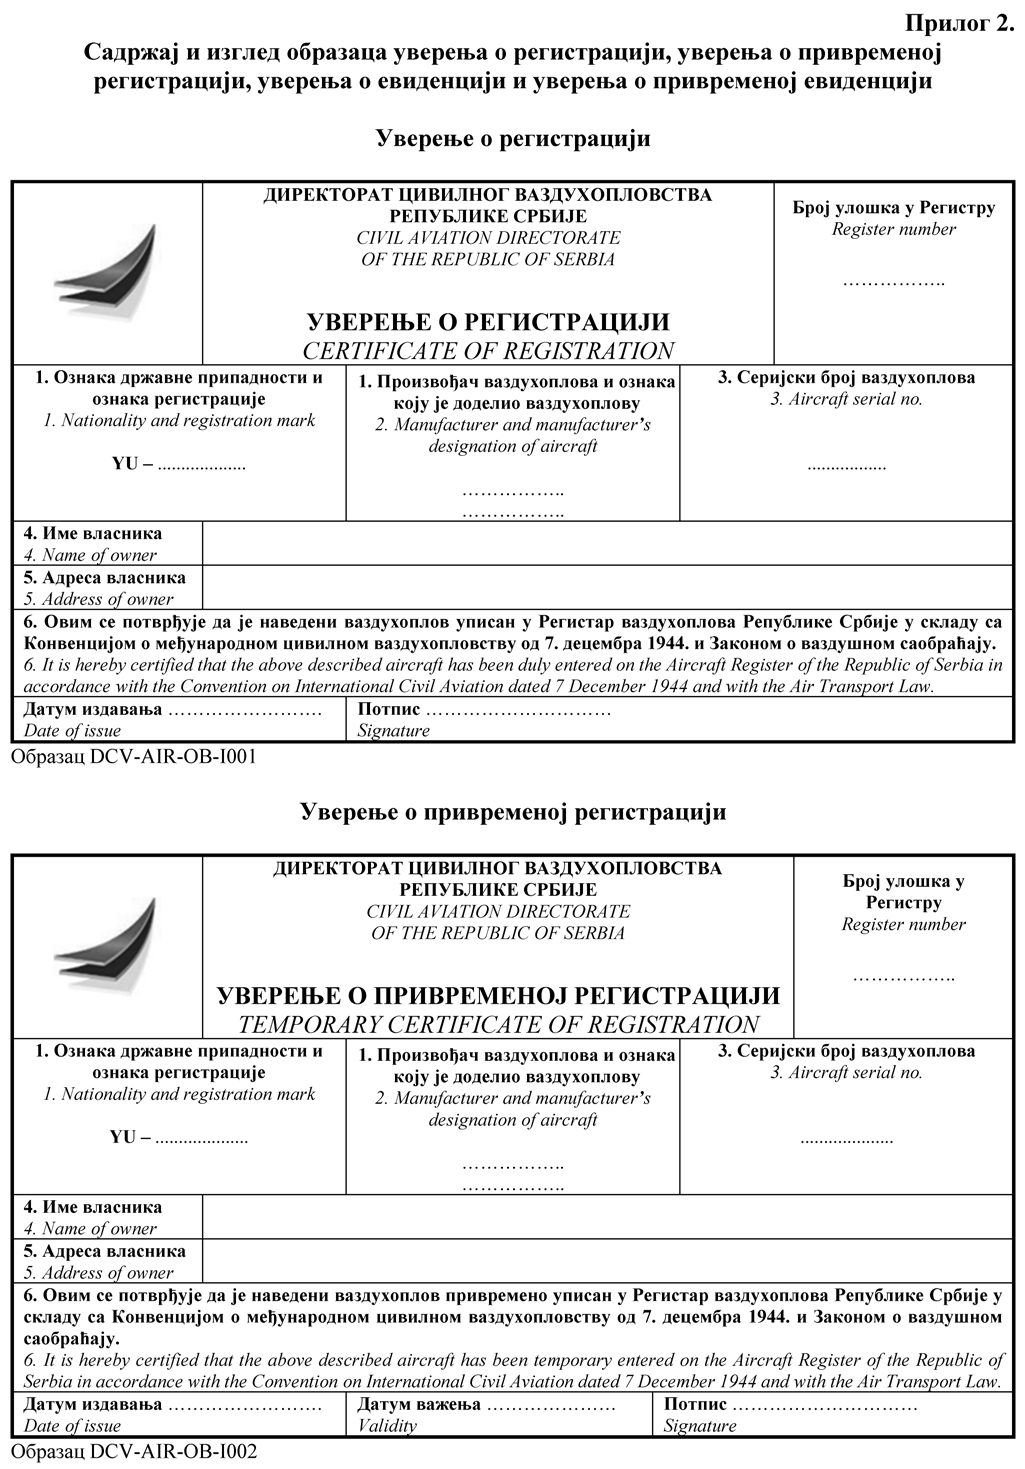 Прилог 2.
Садржај и изглед образаца уверења о регистрацији, уверења о привременој
регистрацији, уверења о евиденцији и уверења о привременој евиденцији
Уверење о регистрацији
ДИРЕКТОРАТ ЦИВИЛНОГ ВАЗДУХОПЛОВСТВА
РЕПУБЛИКЕ СРБИЈЕ
CIVIL AVIATION DIRECTORATE
OF THE REPUBLIC OF SERBIA
УВЕРЕЊЕ О РЕГИСТРАЦИЈИ
CERTIFICATE OF REGISTRATION
Број улошка у Регистру
Register number
……………..
1. Ознака државне припадности и
ознака регистрације
1. Nationality and registration mark
YU – ...................
1. Произвођач ваздухоплова и ознака
коју је доделио ваздухоплову
2. Manufacturer and manufacturer’s
designation of aircraft
……………..
……………..
3. Серијски број ваздухоплова
3. Aircraft serial no.
.................
4. Име власника
4. Name of owner
5. Адреса власника
5. Address of owner
6. Овим се потврђује да је наведени ваздухоплов уписан у Регистар ваздухоплова Републике Србије у складу са
Конвенцијом о међународном цивилном ваздухопловству од 7. децембра 1944. и Законом о ваздушном саобраћају.
6. It is hereby certified that the above described aircraft has been duly entered on the Aircraft Register of the Republic of Serbia in
accordance with the Convention on International Civil Aviation dated 7 December 1944 and with the Air Transport Law.
Датум издавања …………………….
Date of issue
Потпис …………………………
Signature
Образац DCV-AIR-OB-I001
Уверење о привременој регистрацији
ДИРЕКТОРАТ ЦИВИЛНОГ ВАЗДУХОПЛОВСТВА
РЕПУБЛИКЕ СРБИЈЕ
CIVIL AVIATION DIRECTORATE
OF THE REPUBLIC OF SERBIA
УВЕРЕЊЕ О ПРИВРЕМЕНОЈ РЕГИСТРАЦИЈИ
TEMPORARY CERTIFICATE OF REGISTRATION
Број улошка у
Регистру
Register number
……………..
1. Ознака државне припадности и
ознака регистрације
1. Nationality and registration mark
YU – ....................
1. Произвођач ваздухоплова и ознака
коју је доделио ваздухоплову
2. Manufacturer and manufacturer’s
designation of aircraft
……………..
……………..
3. Серијски број ваздухоплова
3. Aircraft serial no.
....................
4. Име власника
4. Name of owner
5. Адреса власника
5. Address of owner
6. Овим се потврђује да је наведени ваздухоплов привремено уписан у Регистар ваздухоплова Републике Србије у
складу са Конвенцијом о међународном цивилном ваздухопловству од 7. децембра 1944. и Законом о ваздушном
саобраћају.
6. It is hereby certified that the above described aircraft has been temporary entered on the Aircraft Register of the Republic of
Serbia in accordance with the Convention on International Civil Aviation dated 7 December 1944 and with the Air Transport Law.
Датум издавања …………………….
Date of issue
Датум важења …………………
Validity
Потпис …………………………
Signature
Образац DCV-AIR-OB-I002